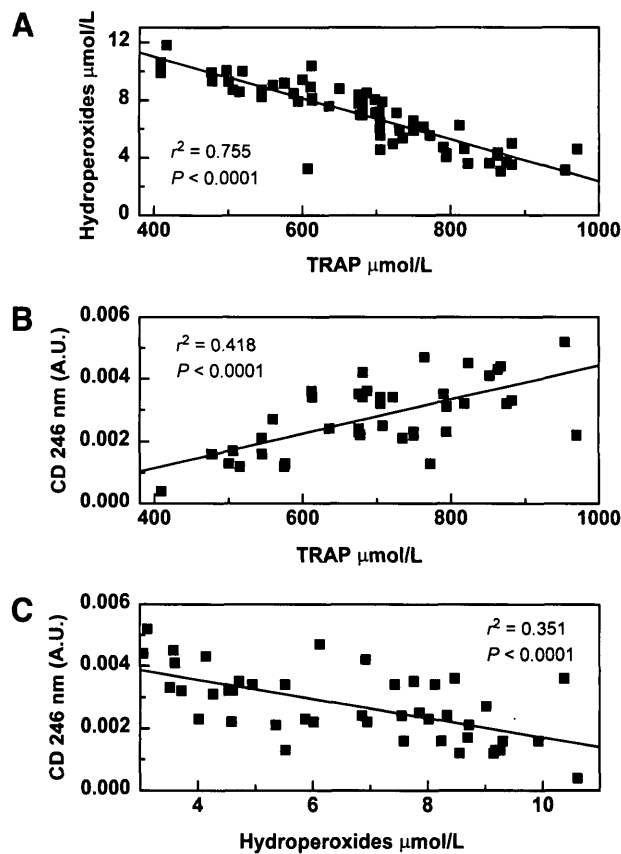 A
Hydroperoxides µmol/L
12
8
4
0
r² = 0.755
P < 0.0001
400 600 800 1000
TRAP µmol/L
B
CD 246 nm (A.U.)
0.006
0.004
0.002
0.000
r² = 0.418
P < 0.0001
400 600 800 1000
TRAP µmol/L
C
CD 246 nm (A.U.)
0.006
0.004
0.002
0.000
r² = 0.351
P < 0.0001
4 6 8 10
Hydroperoxides µmol/L